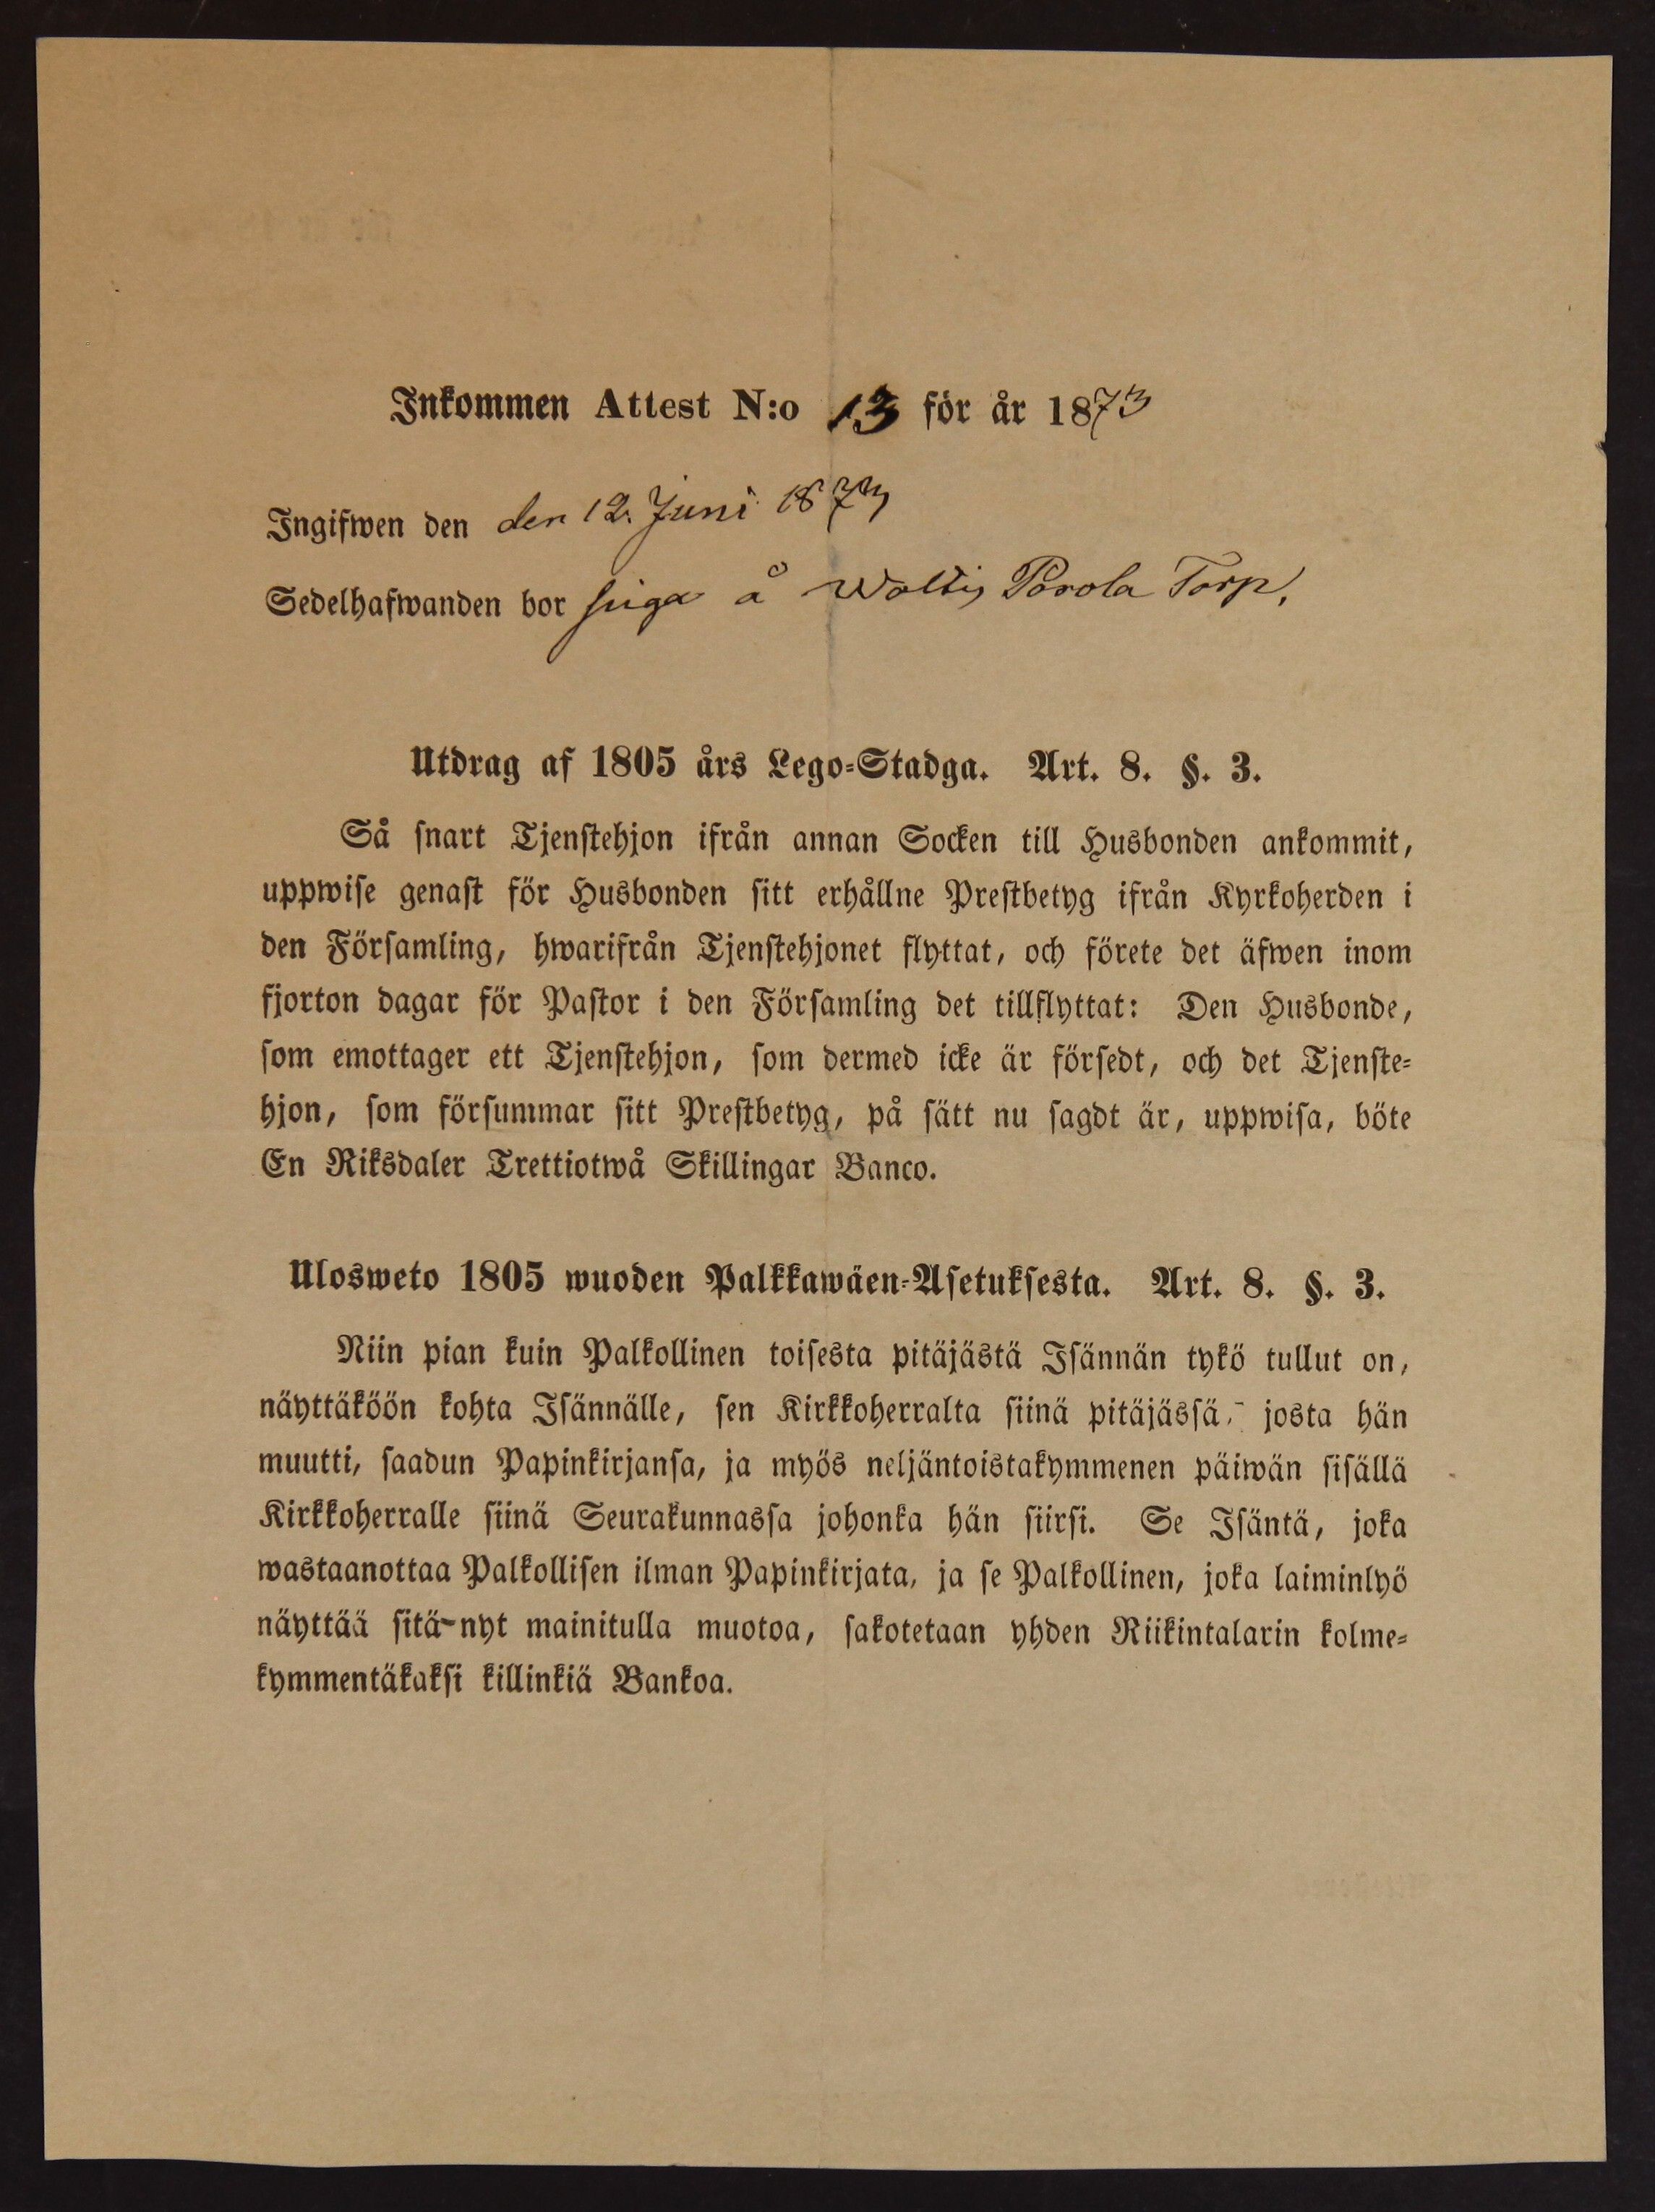 Inkommen Attest N:o 13 för år 1873
Ingifwen den den 12. Juni 1873
Sedelhafwanden bor å Porola Torp.
Utdrag af 1805 års Lego-Stadga. Art. 8. §. 3.
Så snart Tjenstehjon ifrån annan Socken till Husbonden ankommit,
uppwise genast för Husbonden sitt erhållne Prestbetyg ifrån Kyrkoherden i
den Församling, hwarifrån Tjenstehjonet flyttat, och förete det äfwen inom
fjorton dagar för Pastor i den Församling det tillflyttat: Den Husbonde,
som emottager ett Tjenstehjon, som dermed icke är försedt, och det Tjenste-
hjon, som försummar sitt Prestbetyg, på sätt nu sagdt är, uppwisa, böte
En Riksdaler Trettiotwå Skillingar Banco.
Ulosweto 1805 wuoden Palkkawäen-Asetuksesta. Art. 8. §. 3.
Niin pian kuin Palkollinen toisesta pitäjästä Isännän tykö tullut on,
näyttäköön kohta Isännälle, sen Kirkkoherralta siinä pitäjässä, josta hän
muutti, saadun Papinkirjansa, ja myös neljäntoistakymmenen päiwän sisällä
Kirkkoherralle siinä Seurakunnassa johonka hän siirsi. Se Isäntä, joka
wastaanottaa Palkollisen ilman Papinkirjata, ja se Palkollinen, joka laiminlyö
näyttää sitä nyt mainitulla muotoa, sakotetaan yhden Riikintalarin kolme-
kymmentäkaksi killinkiä Bankoa.